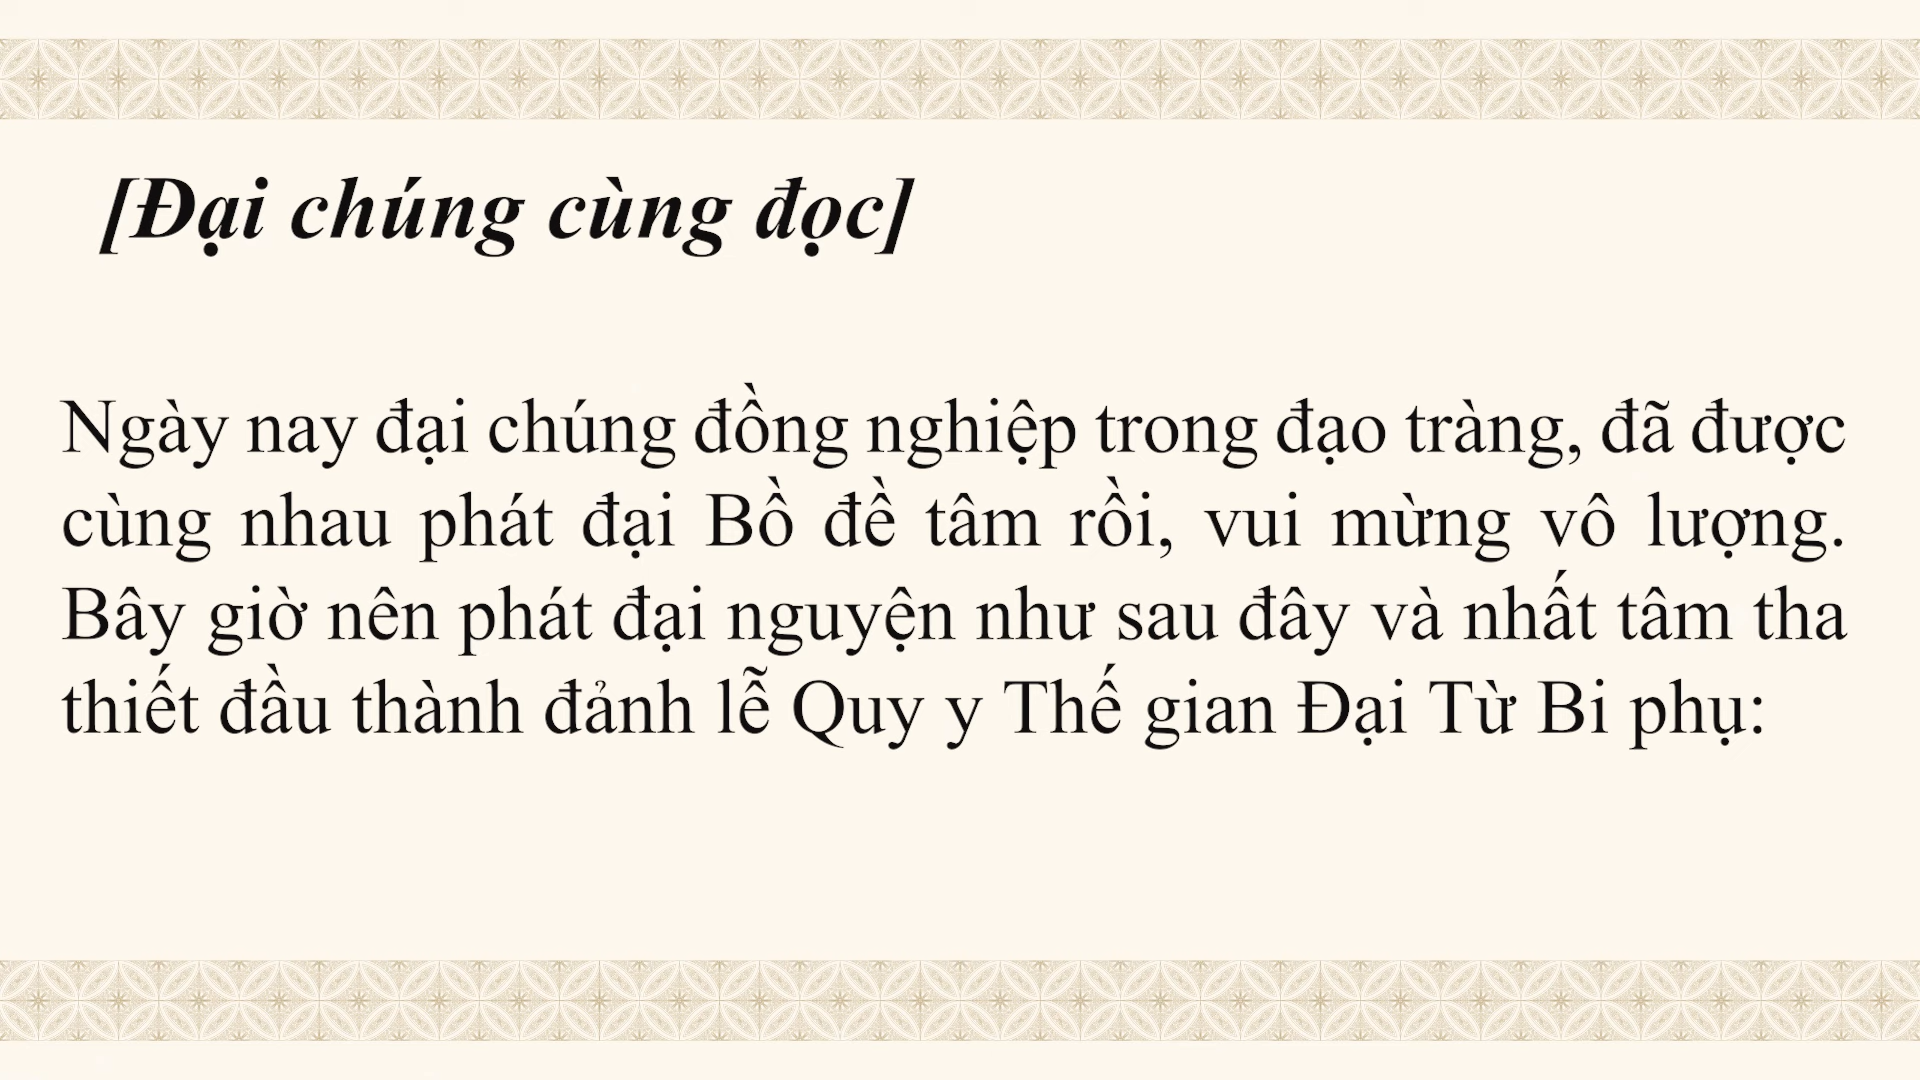 [Đại chúng cùng đọc]
Ngày nay đại chúng đồng nghiệp trong đạo tràng, đã được
cùng nhau phát đại Bồ đề tâm rồi, vui mừng vô lượng.
Bây giờ nên phát đại nguyện như sau đây và nhất tâm tha
thiết đầu thành đảnh lễ Quy y Thế gian Đại Từ Bi phụ: